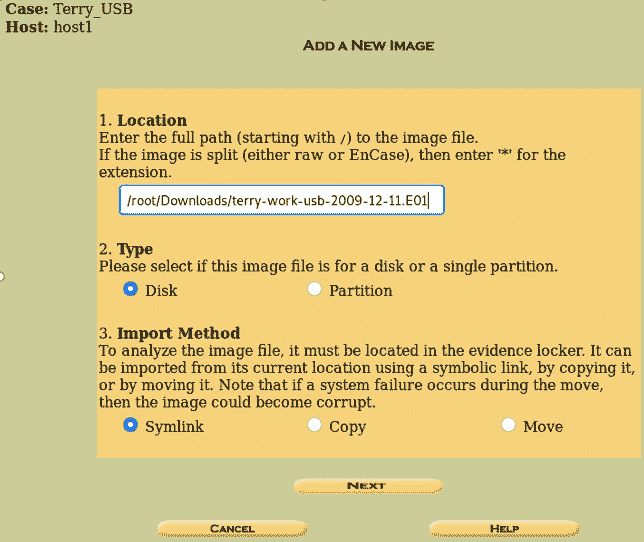 Case: Terry_USB
Host: host1
ADD A NEW IMAGE
1. Location
Enter the full path (starting with /) to the image file.
If the image is split (either raw or EnCase), then enter '*' for the
extension.
/root/Downloads/terry-work-usb-2009-12-11.E01
2. Type
Please select if this image file is for a disk or a single partition.
Disk Partition
3. Import Method
To analyze the image file, it must be located in the evidence locker. It can
be imported from its current location using a symbolic link, by copying it,
or by moving it. Note that if a system failure occurs during the move,
then the image could become corrupt.
Symlink Copy Move
NEXT
CANCEL HELP